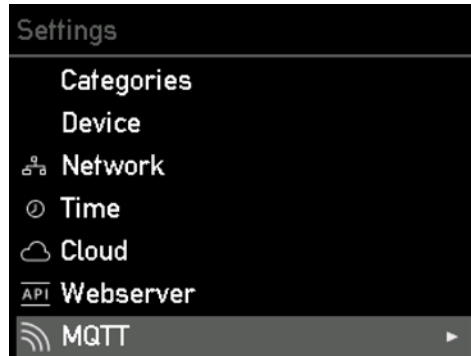 Settings
Categories
Device
Network
Time
Cloud
API Webserver
MQTT